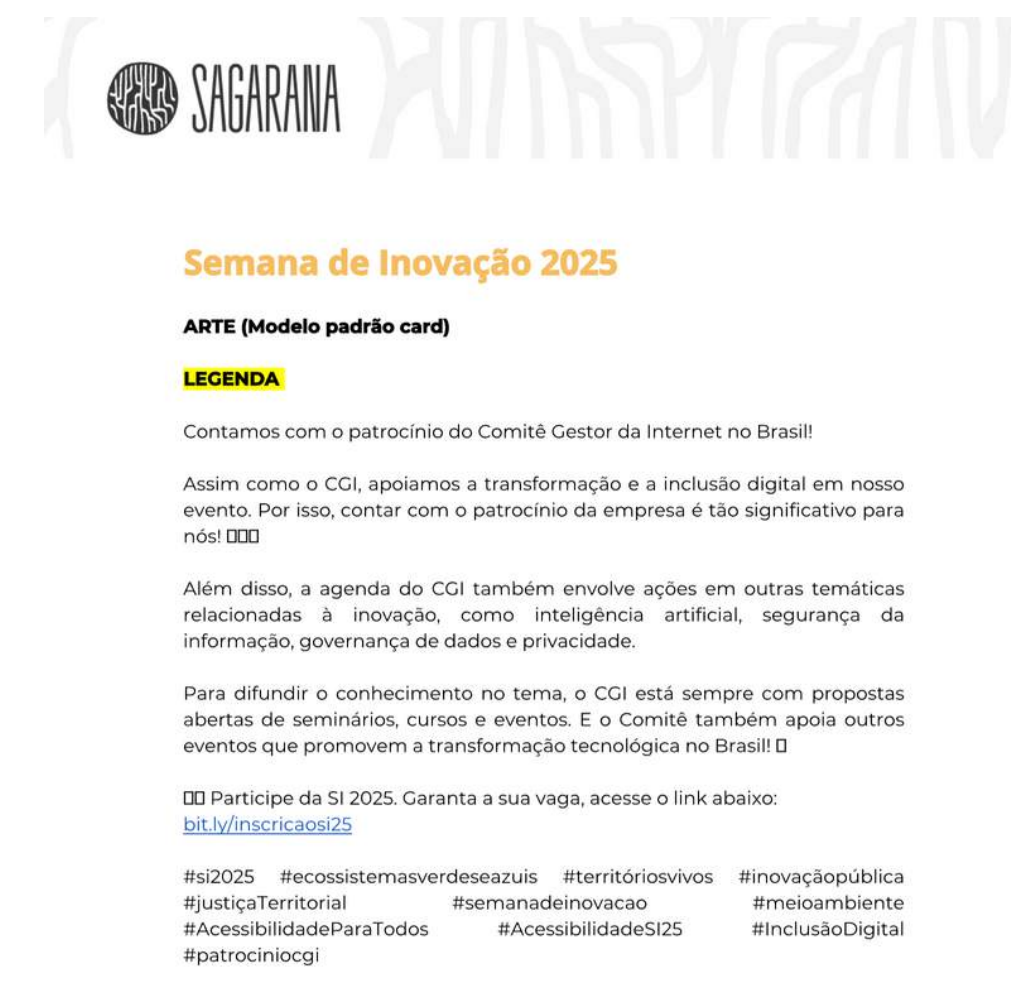 SAGARANA
Semana de Inovação 2025
ARTE (Modelo padrão card)
LEGENDA
Contamos com o patrocínio do Comitê Gestor da Internet no Brasil!
Assim como o CGI, apoiamos a transformação e a inclusão digital em nosso
evento. Por isso, contar com o patrocínio da empresa é tão significativo para
nós! 
Além disso, a agenda do CGI também envolve ações em outras temáticas
relacionadas à inovação, como inteligência artificial, segurança da
informação, governança de dados e privacidade.
Para difundir o conhecimento no tema, o CGI está sempre com propostas
abertas de seminários, cursos e eventos. E o Comitê também apoia outros
eventos que promovem a transformação tecnológica no Brasil!
Participe da SI 2025. Garanta a sua vaga, acesse o link abaixo:
bit.ly/inscricaosi25
#si2025 #ecossistemasverdeseazuis #territóriosvivos #inovaçãopública
#justiçaTerritorial #semanadeinovacao #meioambiente
#AcessibilidadeParaTodos #AcessibilidadeSI25 #InclusãoDigital
#patrociniocgi